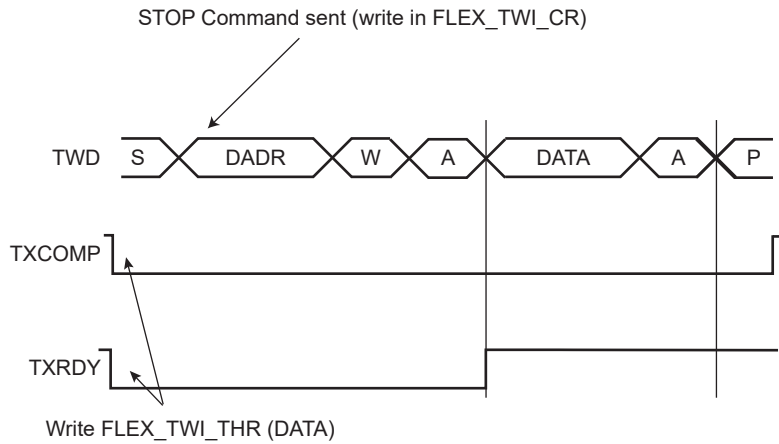 STOP Command sent (write in FLEX_TWI_CR)
TWD S DADR W A DATA A P
TXCOMP
TXRDY
Write FLEX_TWI_THR (DATA)